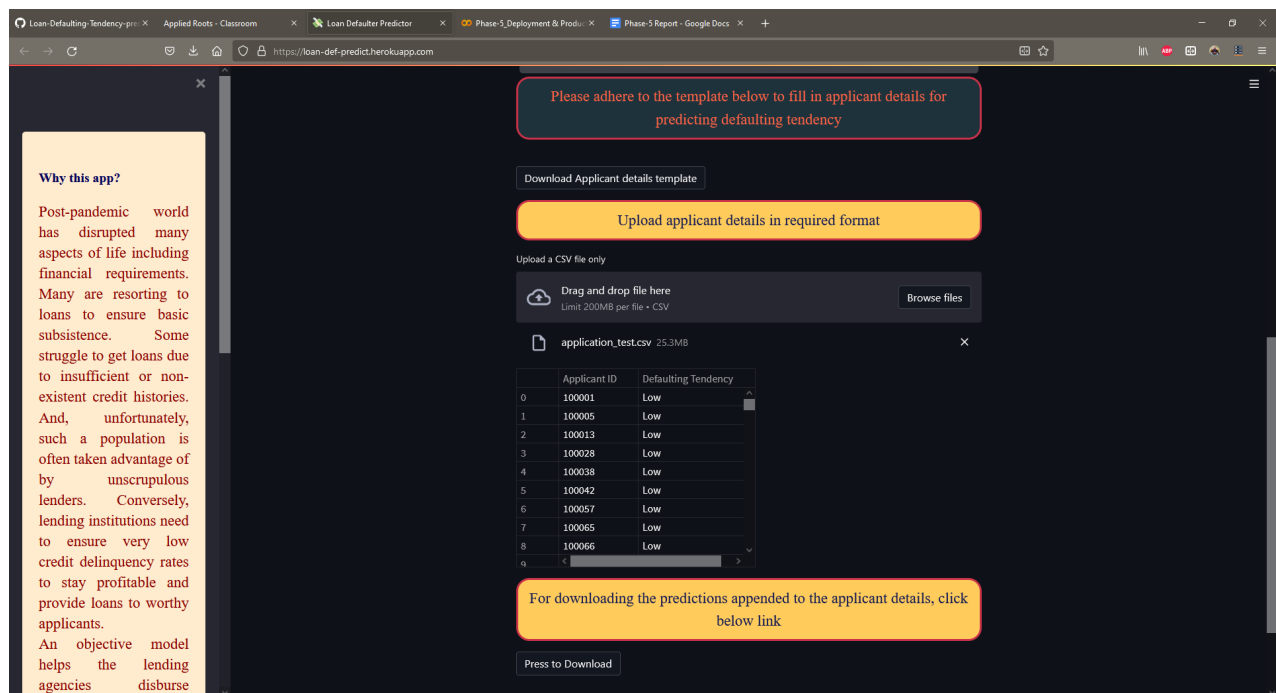 Loan-Defaulting-Tendency-pre
Applied Roots - Classroom
Loan Defaulter Predictor
Phase-5_Deployment & Produc
Phase-5 Report - Google Docs
https://loan-def-predict.herokuapp.com
ABP
Why this app?
Post-pandemic world
has disrupted many
aspects of life including
financial requirements.
Many are resorting to
loans to ensure basic
subsistence. Some
struggle to get loans due
to insufficient or non-
existent credit histories.
And, unfortunately,
such a population is
often taken advantage of
by unscrupulous
lenders. Conversely,
lending institutions need
to ensure very low
credit delinquency rates
to stay profitable and
provide loans to worthy
applicants.
An objective model
helps the lending
agencies disburse
Please adhere to the template below to fill in applicant details for
predicting defaulting tendency
Download Applicant details template
Upload applicant details in required format
Upload a CSV file only
Drag and drop file here
Limit 200MB per file • CSV
Browse files
application_test.csv 25.3MB
Applicant ID Defaulting Tendency
0 100001 Low
1 100005 Low
2 100013 Low
3 100028 Low
4 100038 Low
5 100042 Low
6 100057 Low
7 100065 Low
8 100066 Low
9
For downloading the predictions appended to the applicant details, click
below link
Press to Download